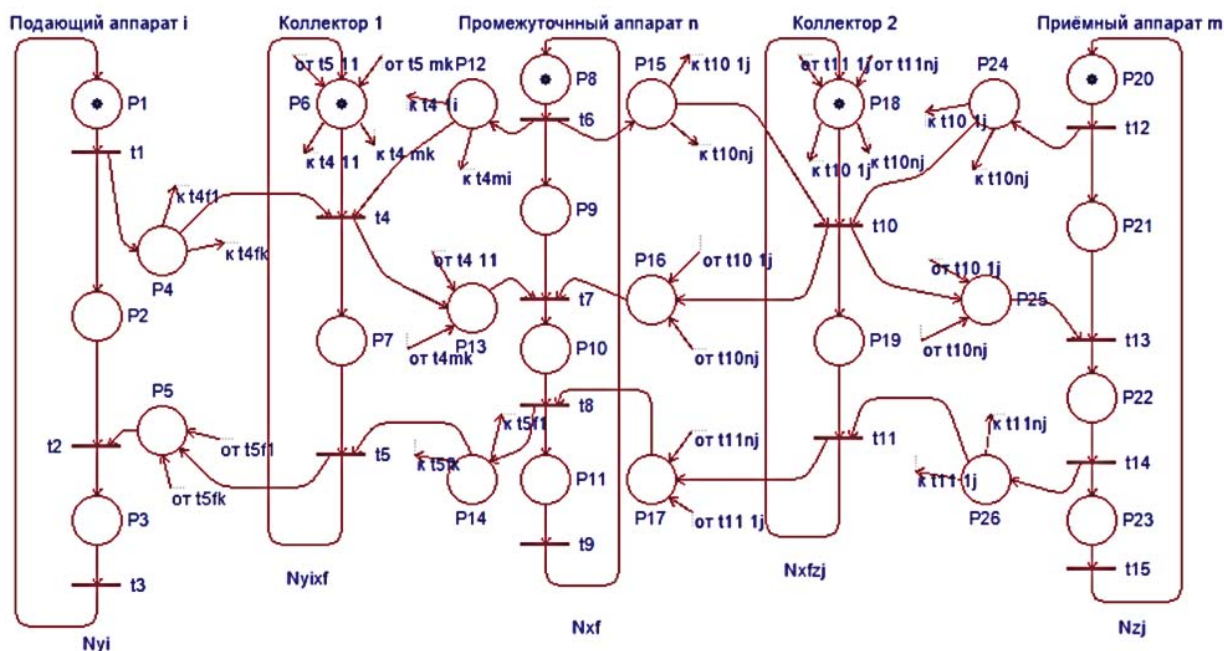 Подающий аппарат i
Коллектор 1
Промежуточнный аппарат n
Коллектор 2
Приёмный аппарат m
P1
t1
к t4f1
к t4fk
P4
P2
P5
t2
от t5f1
от t5fk
P3
t3
Nyi
от t5 11
от t5 mk
P6
к t4 11
к t4 mk
t4
P7
t5
Nyixf
P12
к t4mi
от t4 11
P13
от t4mk
к t5f1
к t5fk
P14
P8
t6
P9
t7
P10
t8
P11
t9
Nxf
P15
к t10 1j
к t10nj
P16
от t10 1j
от t10nj
от t11nj
P17
от t11 1j
от t11 1j
от t11nj
P18
к t10 1j
к t10nj
t10
P19
t11
Nxfzj
P24
к t10 1j
к t10nj
от t10 1j
P25
от t10nj
к t11nj
к t11 1j
P26
P20
t12
P21
t13
P22
t14
P23
t15
Nzj